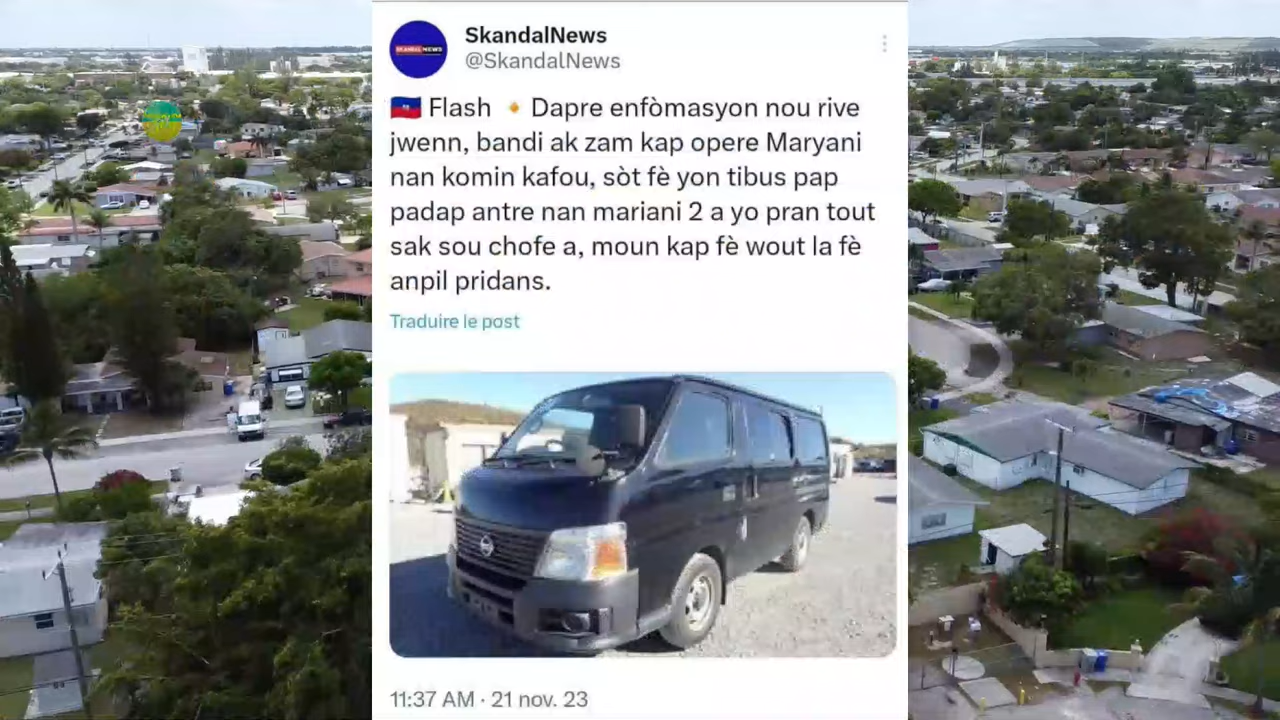 SkandalNews
@SkandalNews
SKANDAL NEWS
🇭🇹 Flash 🔸 Dapre enfòmasyon nou rive
jwenn, bandi ak zam kap opere Maryani
nan komin kafou, sòt fè yon tibus pap
padap antre nan mariani 2 a yo pran tout
sak sou chofe a, moun kap fè wout la fè
anpil pridans.
Traduire le post
11:37 AM · 21 nov. 23